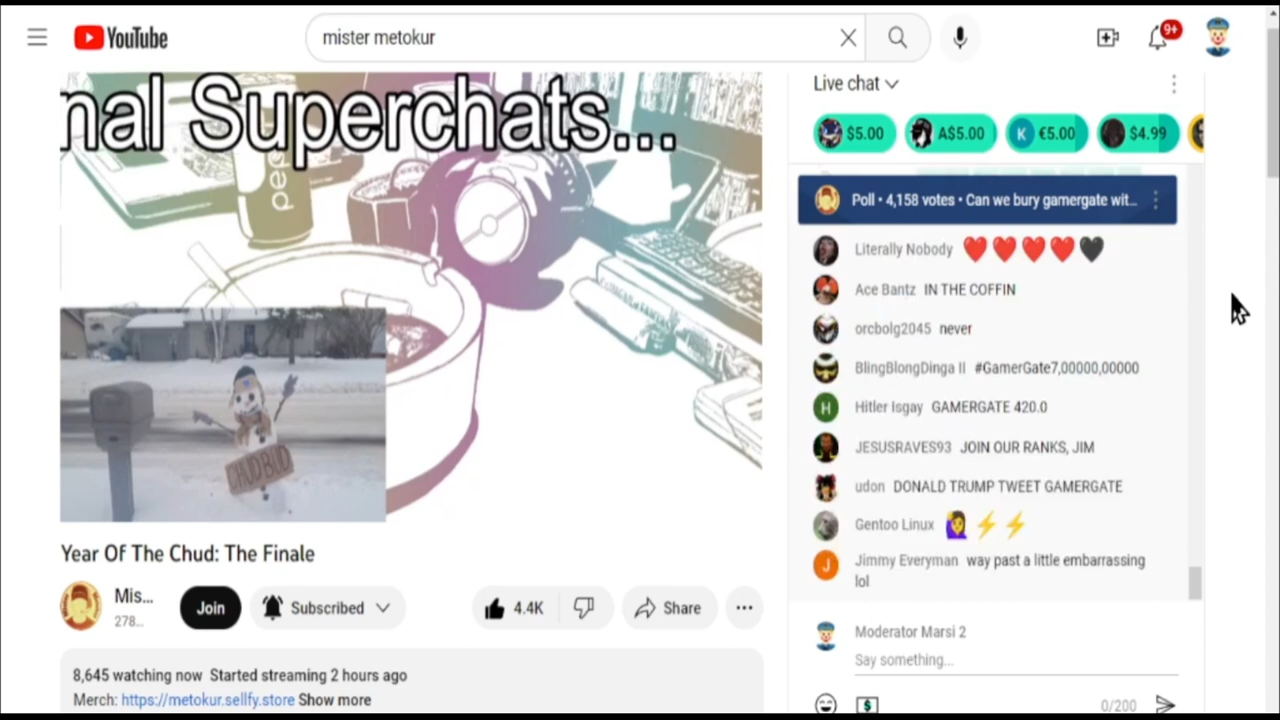 YouTube
mister metokur
9+
nal Superchats...
pepsi
CHUDBUD
Year Of The Chud: The Finale
Mis...
278...
Join
Subscribed
4.4K
Share
8,645 watching now Started streaming 2 hours ago
Merch: https://metokur.sellfy.store Show more
Live chat
$5.00
A$5.00
K €5.00
$4.99
Poll • 4,158 votes • Can we bury gamergate wit...
Literally Nobody ❤️❤️❤️❤️🖤
Ace Bantz IN THE COFFIN
orcbolg2045 never
BlingBlongDinga II #GamerGate7,00000,00000
H Hitler Isgay GAMERGATE 420.0
JESUSRAVES93 JOIN OUR RANKS, JIM
udon DONALD TRUMP TWEET GAMERGATE
Gentoo Linux 🙋‍♀️⚡⚡
J Jimmy Everyman way past a little embarrassing
lol
Moderator Marsi 2
Say something...
0/200